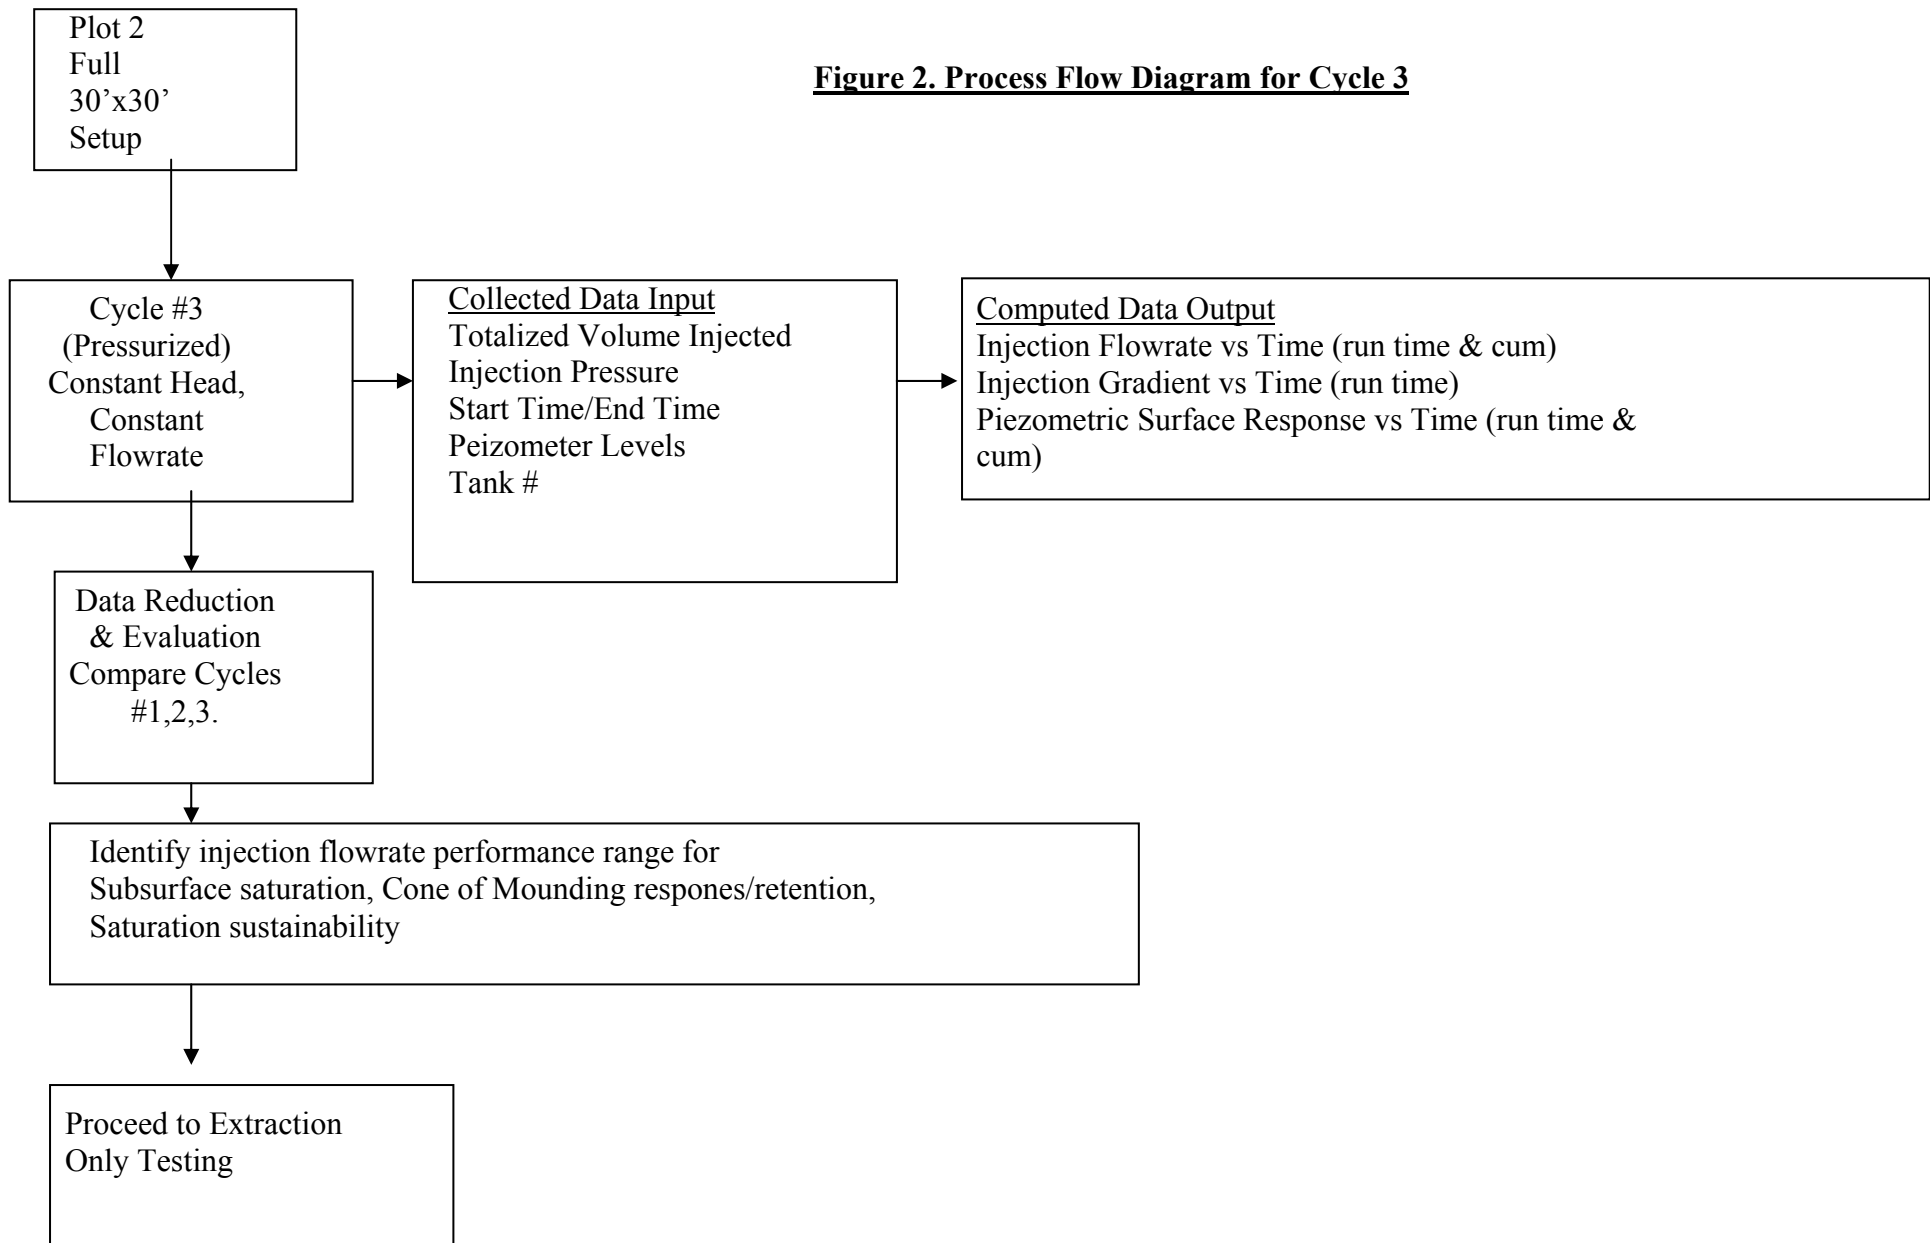 Plot 2
Full
30’x30’
Setup
Figure 2. Process Flow Diagram for Cycle 3
Cycle #3
(Pressurized)
Constant Head,
Constant
Flowrate
Collected Data Input
Totalized Volume Injected
Injection Pressure
Start Time/End Time
Peizometer Levels
Tank #
Computed Data Output
Injection Flowrate vs Time (run time & cum)
Injection Gradient vs Time (run time)
Piezometric Surface Response vs Time (run time &
cum)
Data Reduction
& Evaluation
Compare Cycles
#1,2,3.
Identify injection flowrate performance range for
Subsurface saturation, Cone of Mounding respones/retention,
Saturation sustainability
Proceed to Extraction
Only Testing